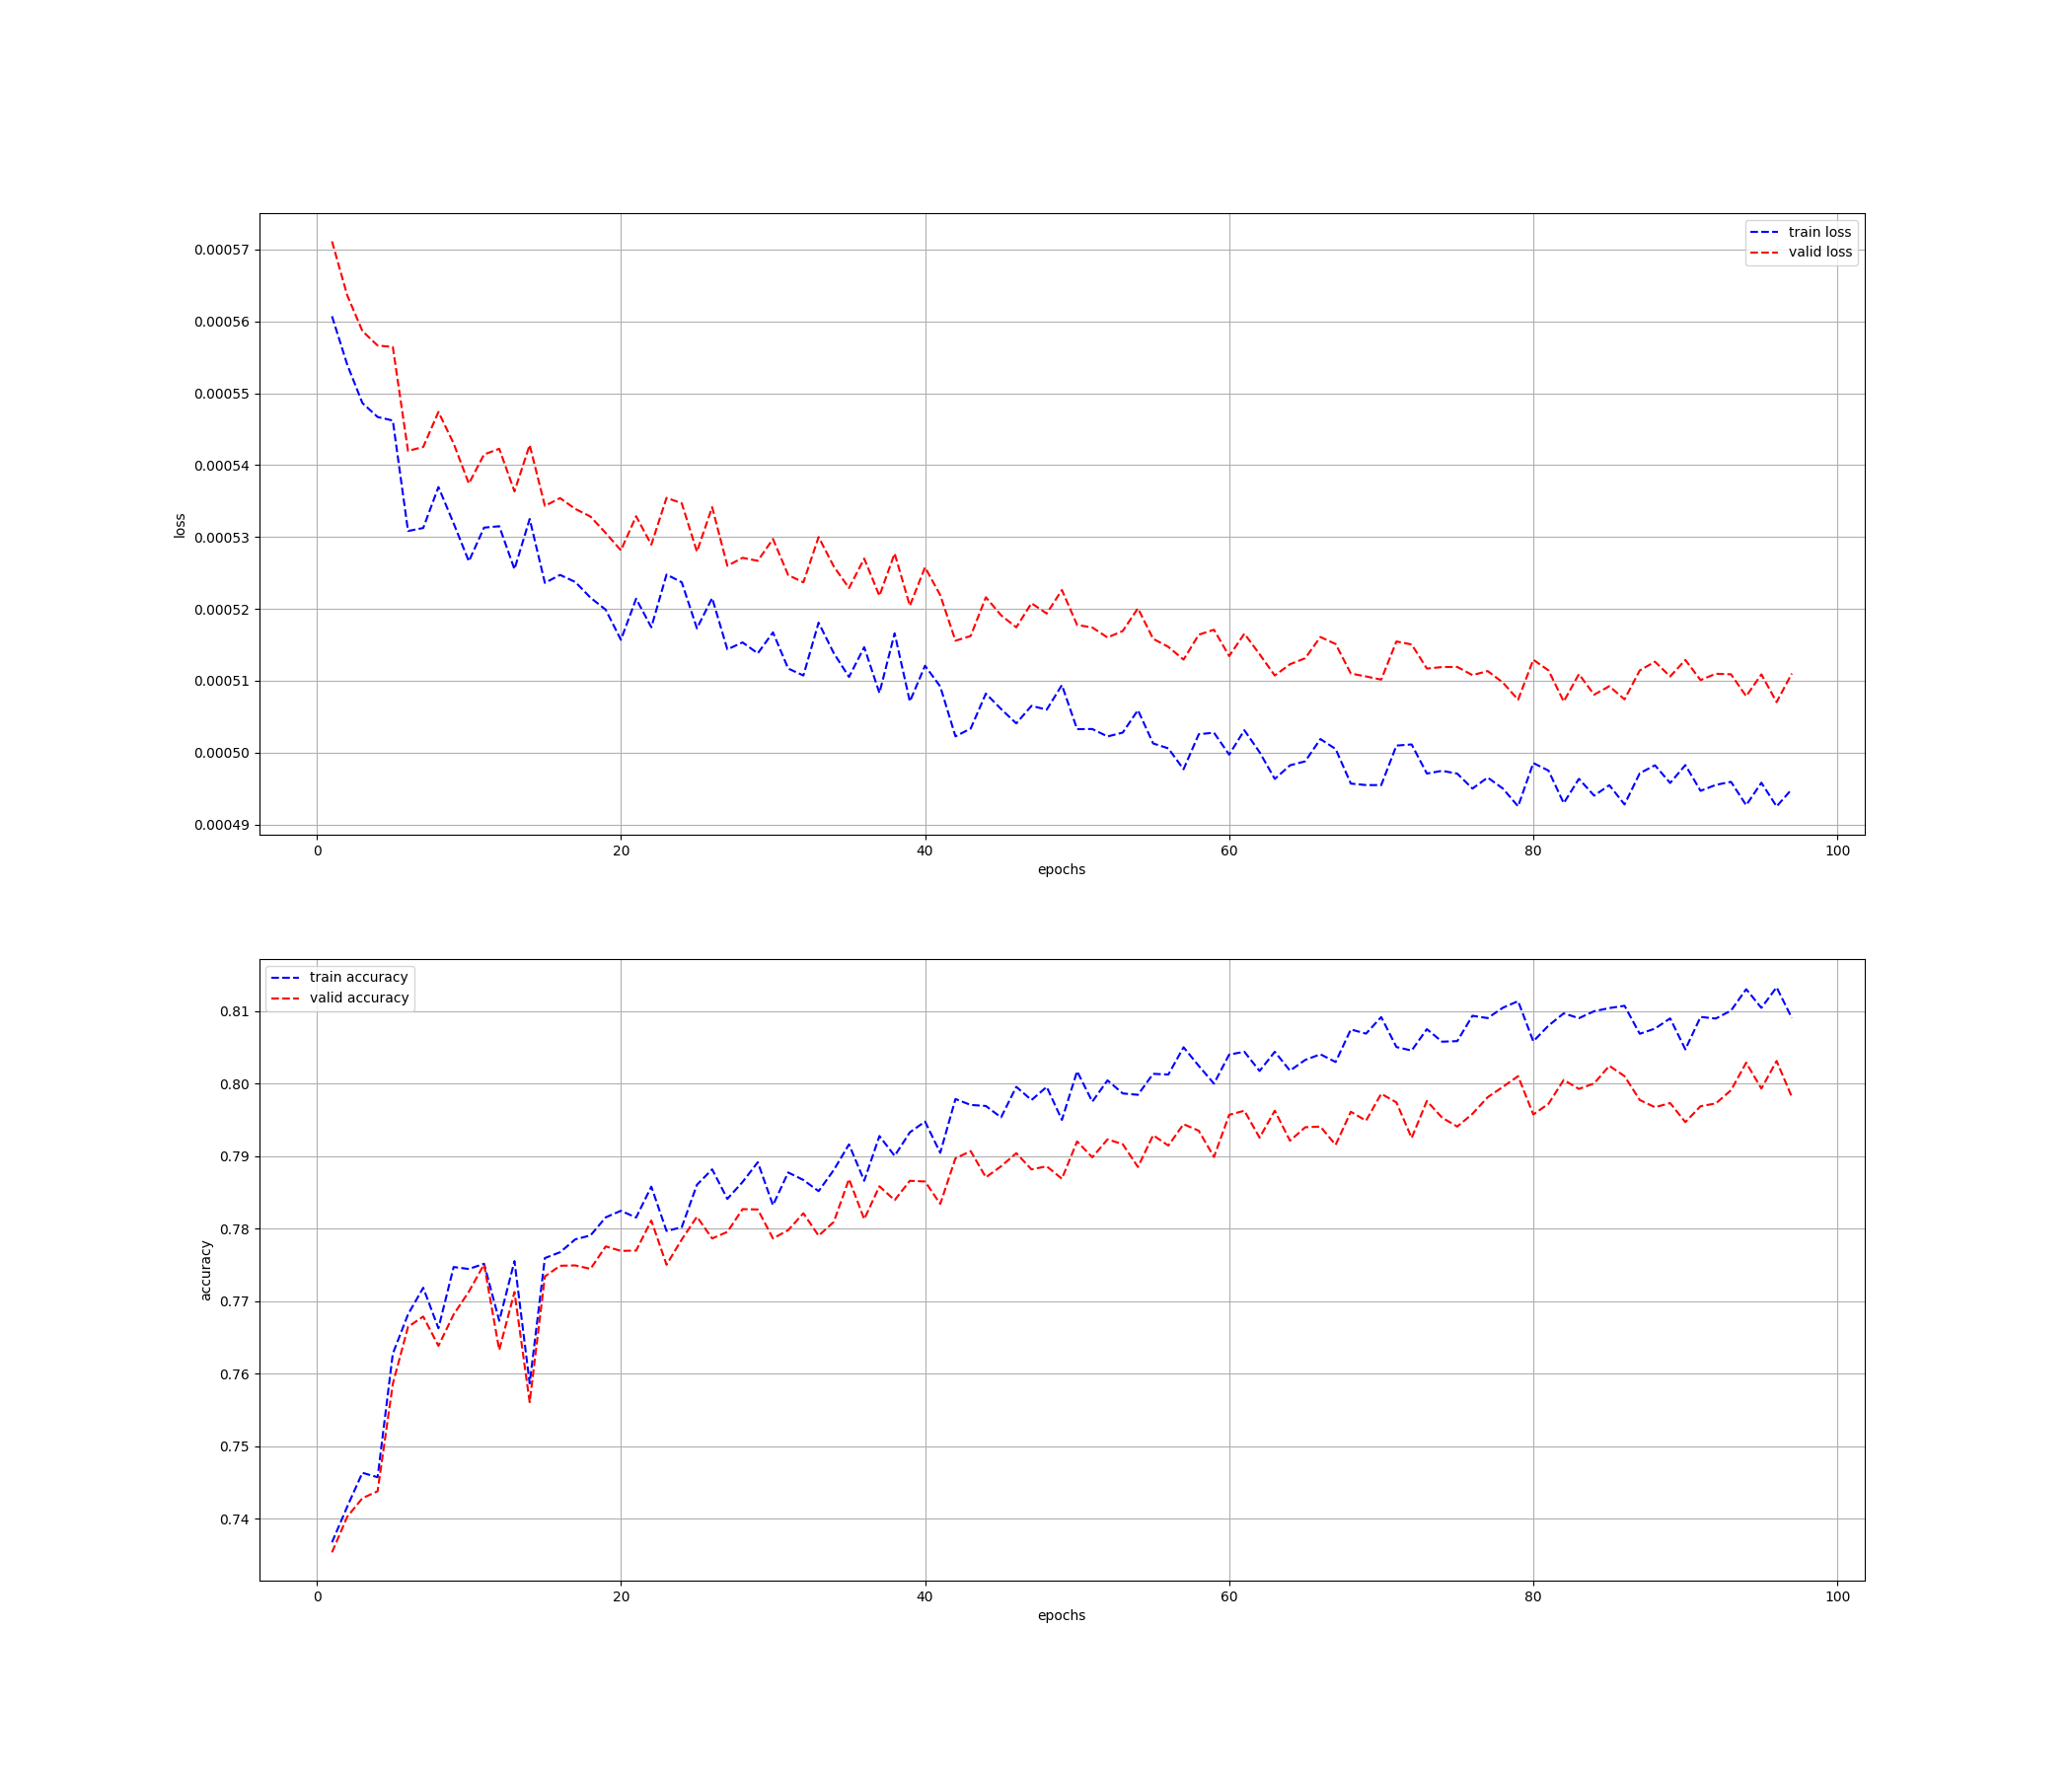 train loss
valid loss
0.00057
0.00056
0.00055
0.00054
0.00053
0.00052
0.00051
0.00050
0.00049
loss
0 20 40 60 80 100
epochs
train accuracy
valid accuracy
0.81
0.80
0.79
0.78
0.77
0.76
0.75
0.74
accuracy
0 20 40 60 80 100
epochs